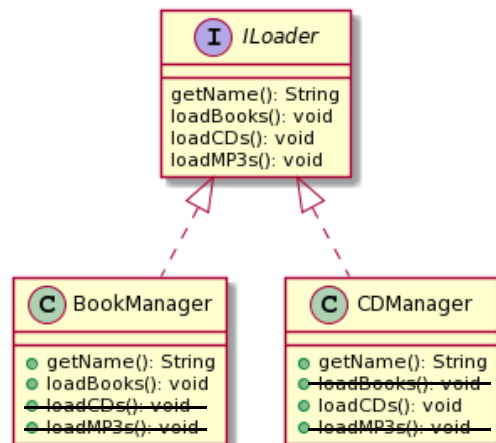 I ILoader
getName(): String
loadBooks(): void
loadCDs(): void
loadMP3s(): void
C BookManager
getName(): String
loadBooks(): void
loadCDs(): void
loadMP3s(): void
C CDManager
getName(): String
loadBooks(): void
loadCDs(): void
loadMP3s(): void